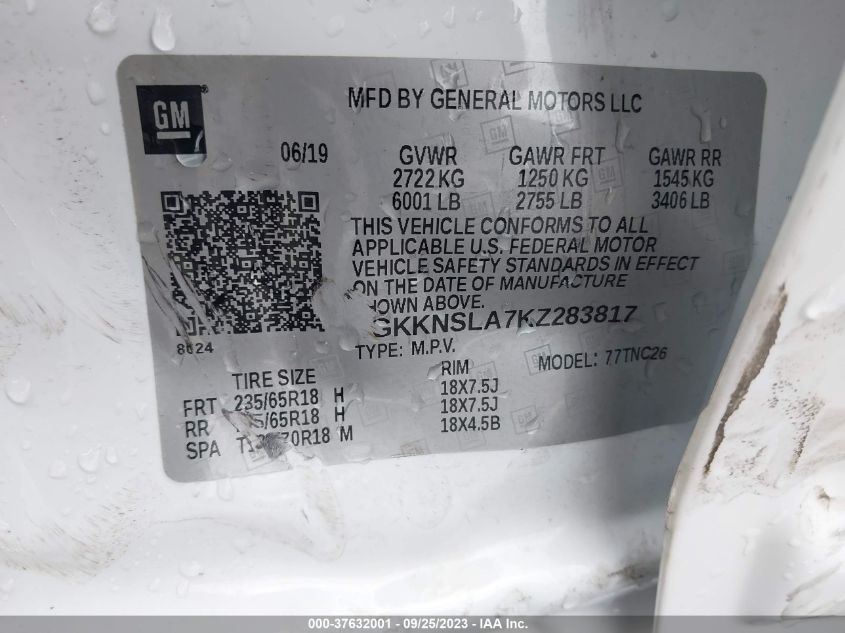 GM
MFD BY GENERAL MOTORS LLC
06/19 GVWR GAWR FRT GAWR RR
2722 KG 1250 KG 1545 KG
6001 LB 2755 LB 3406 LB
THIS VEHICLE CONFORMS TO ALL
APPLICABLE U.S. FEDERAL MOTOR
VEHICLE SAFETY STANDARDS IN EFFECT
ON THE DATE OF MANUFACTURE
HOWN ABOVE.
GKKNSLA7KZ283817
8624
TYPE: M.P.V. MODEL: 77TNC26
TIRE SIZE RIM
FRT 235/65R18 H 18X7.5J
RR 5/65R18 H 18X7.5J
SPA 70R18 M 18X4.5B
000-37632001 - 09/25/2023 - IAA Inc.